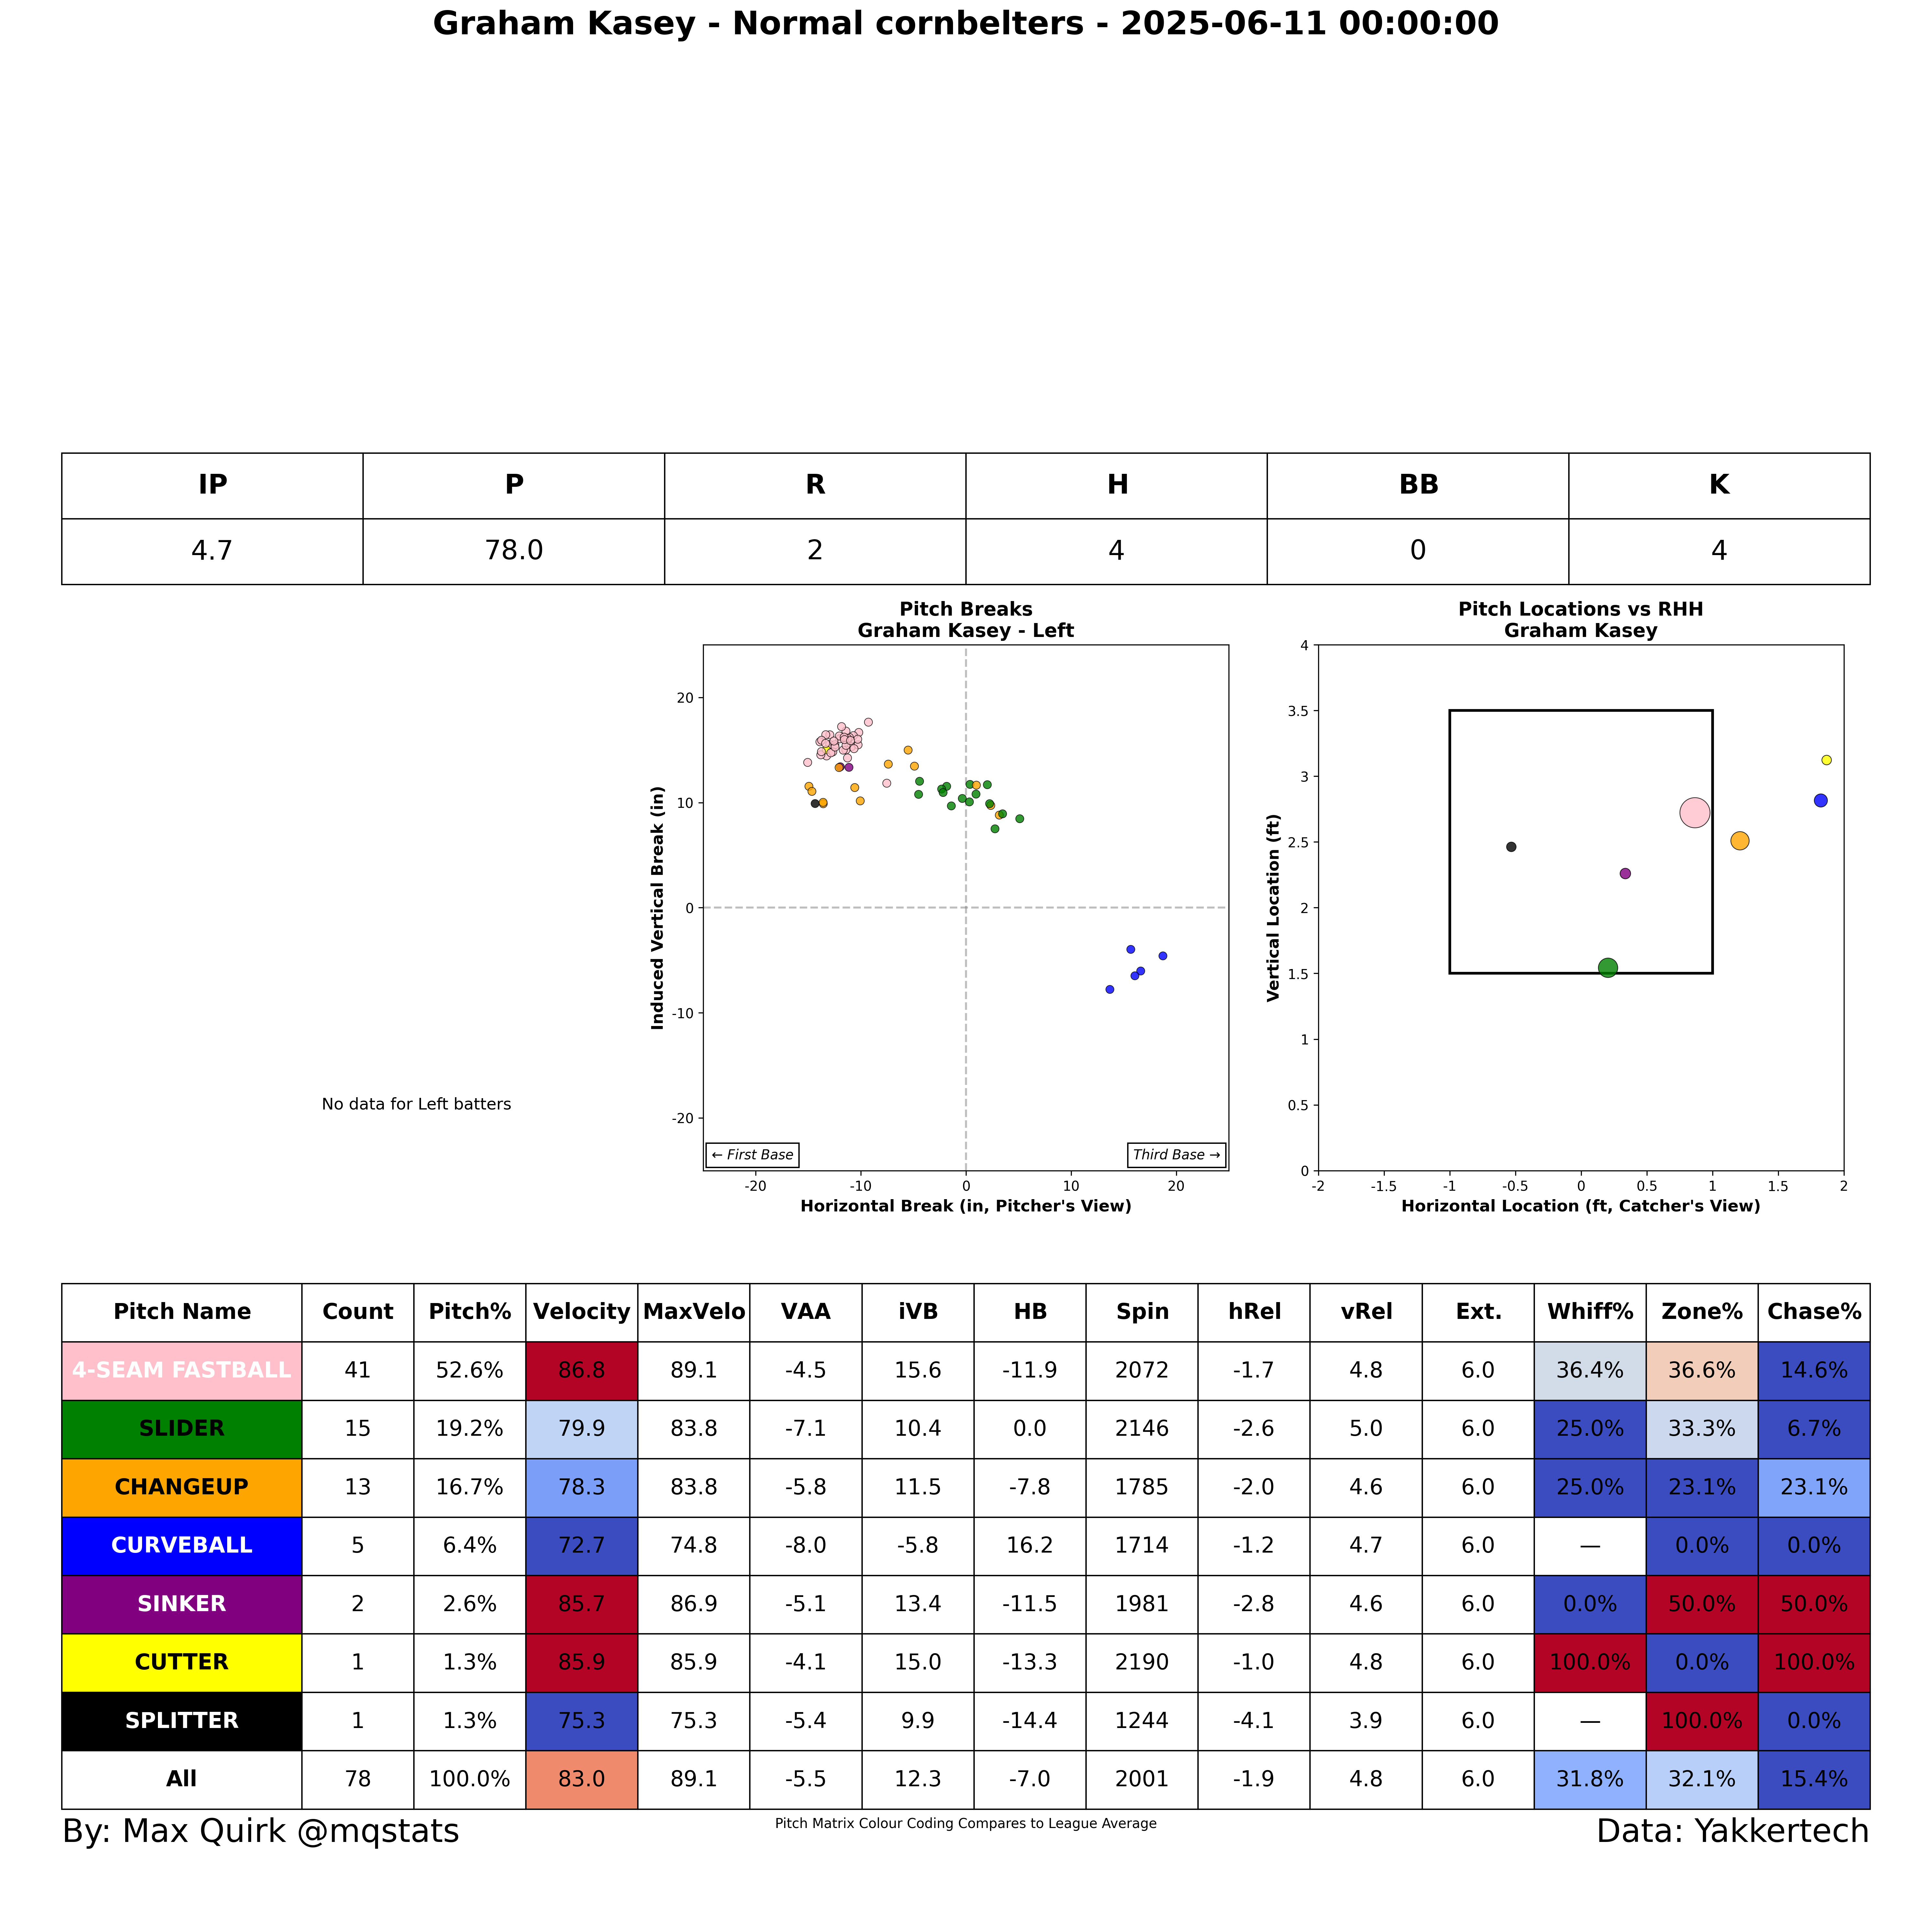 Graham Kasey - Normal cornbelters - 2025-06-11 00:00:00
IP P R H BB K
4.7 78.0 2 4 0 4
No data for Left batters
Pitch Breaks
Graham Kasey - Left
Induced Vertical Break (in)
20
10
0
-10
-20
← First Base
Third Base →
-20 -10 0 10 20
Horizontal Break (in, Pitcher's View)
Pitch Locations vs RHH
Graham Kasey
Vertical Location (ft)
4
3.5
3
2.5
2
1.5
1
0.5
0
-2 -1.5 -1 -0.5 0 0.5 1 1.5 2
Horizontal Location (ft, Catcher's View)
Pitch Name Count Pitch% Velocity MaxVelo VAA iVB HB Spin hRel vRel Ext. Whiff% Zone% Chase%
4-SEAM FASTBALL 41 52.6% 86.8 89.1 -4.5 15.6 -11.9 2072 -1.7 4.8 6.0 36.4% 36.6% 14.6%
SLIDER 15 19.2% 79.9 83.8 -7.1 10.4 0.0 2146 -2.6 5.0 6.0 25.0% 33.3% 6.7%
CHANGEUP 13 16.7% 78.3 83.8 -5.8 11.5 -7.8 1785 -2.0 4.6 6.0 25.0% 23.1% 23.1%
CURVEBALL 5 6.4% 72.7 74.8 -8.0 -5.8 16.2 1714 -1.2 4.7 6.0 — 0.0% 0.0%
SINKER 2 2.6% 85.7 86.9 -5.1 13.4 -11.5 1981 -2.8 4.6 6.0 0.0% 50.0% 50.0%
CUTTER 1 1.3% 85.9 85.9 -4.1 15.0 -13.3 2190 -1.0 4.8 6.0 100.0% 0.0% 100.0%
SPLITTER 1 1.3% 75.3 75.3 -5.4 9.9 -14.4 1244 -4.1 3.9 6.0 — 100.0% 0.0%
All 78 100.0% 83.0 89.1 -5.5 12.3 -7.0 2001 -1.9 4.8 6.0 31.8% 32.1% 15.4%
By: Max Quirk @mqstats
Pitch Matrix Colour Coding Compares to League Average
Data: Yakkertech